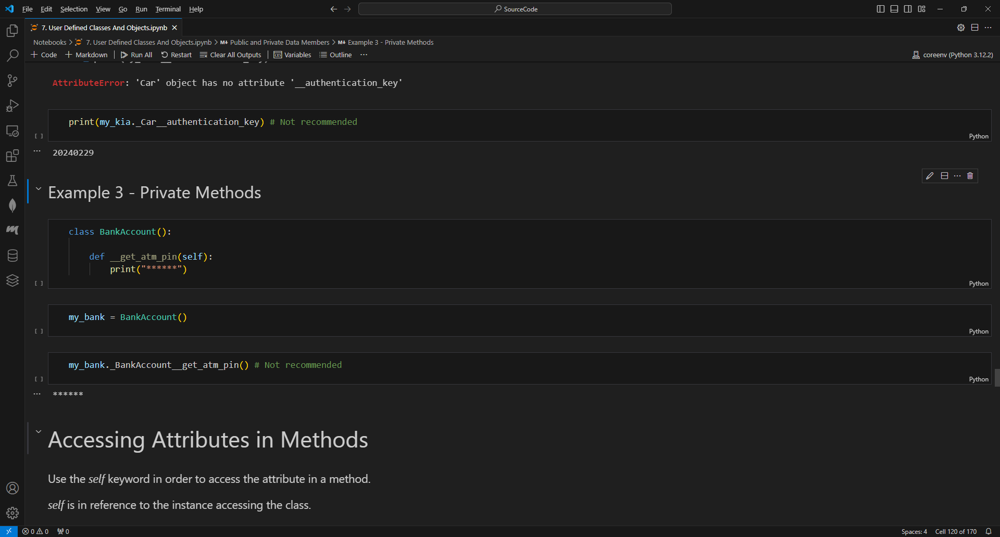 File Edit Selection View Go Run Terminal Help
SourceCode
7. User Defined Classes And Objects.ipynb
Notebooks > 7. User Defined Classes And Objects.ipynb > M↓ Public and Private Data Members > M↓ Example 3 - Private Methods
+ Code + Markdown | Run All Restart Clear All Outputs | Variables Outline ...
coreenv (Python 3.12.2)
AttributeError: 'Car' object has no attribute '__authentication_key'
print(my_kia._Car__authentication_key) # Not recommended
[ ]
Python
... 20240229
Example 3 - Private Methods
class BankAccount():
def __get_atm_pin(self):
print("******")
[ ]
Python
my_bank = BankAccount()
[ ]
Python
my_bank._BankAccount__get_atm_pin() # Not recommended
[ ]
Python
... ******
Accessing Attributes in Methods
Use the self keyword in order to access the attribute in a method.
self is in reference to the instance accessing the class.
0 0 0
Spaces: 4 Cell 120 of 170